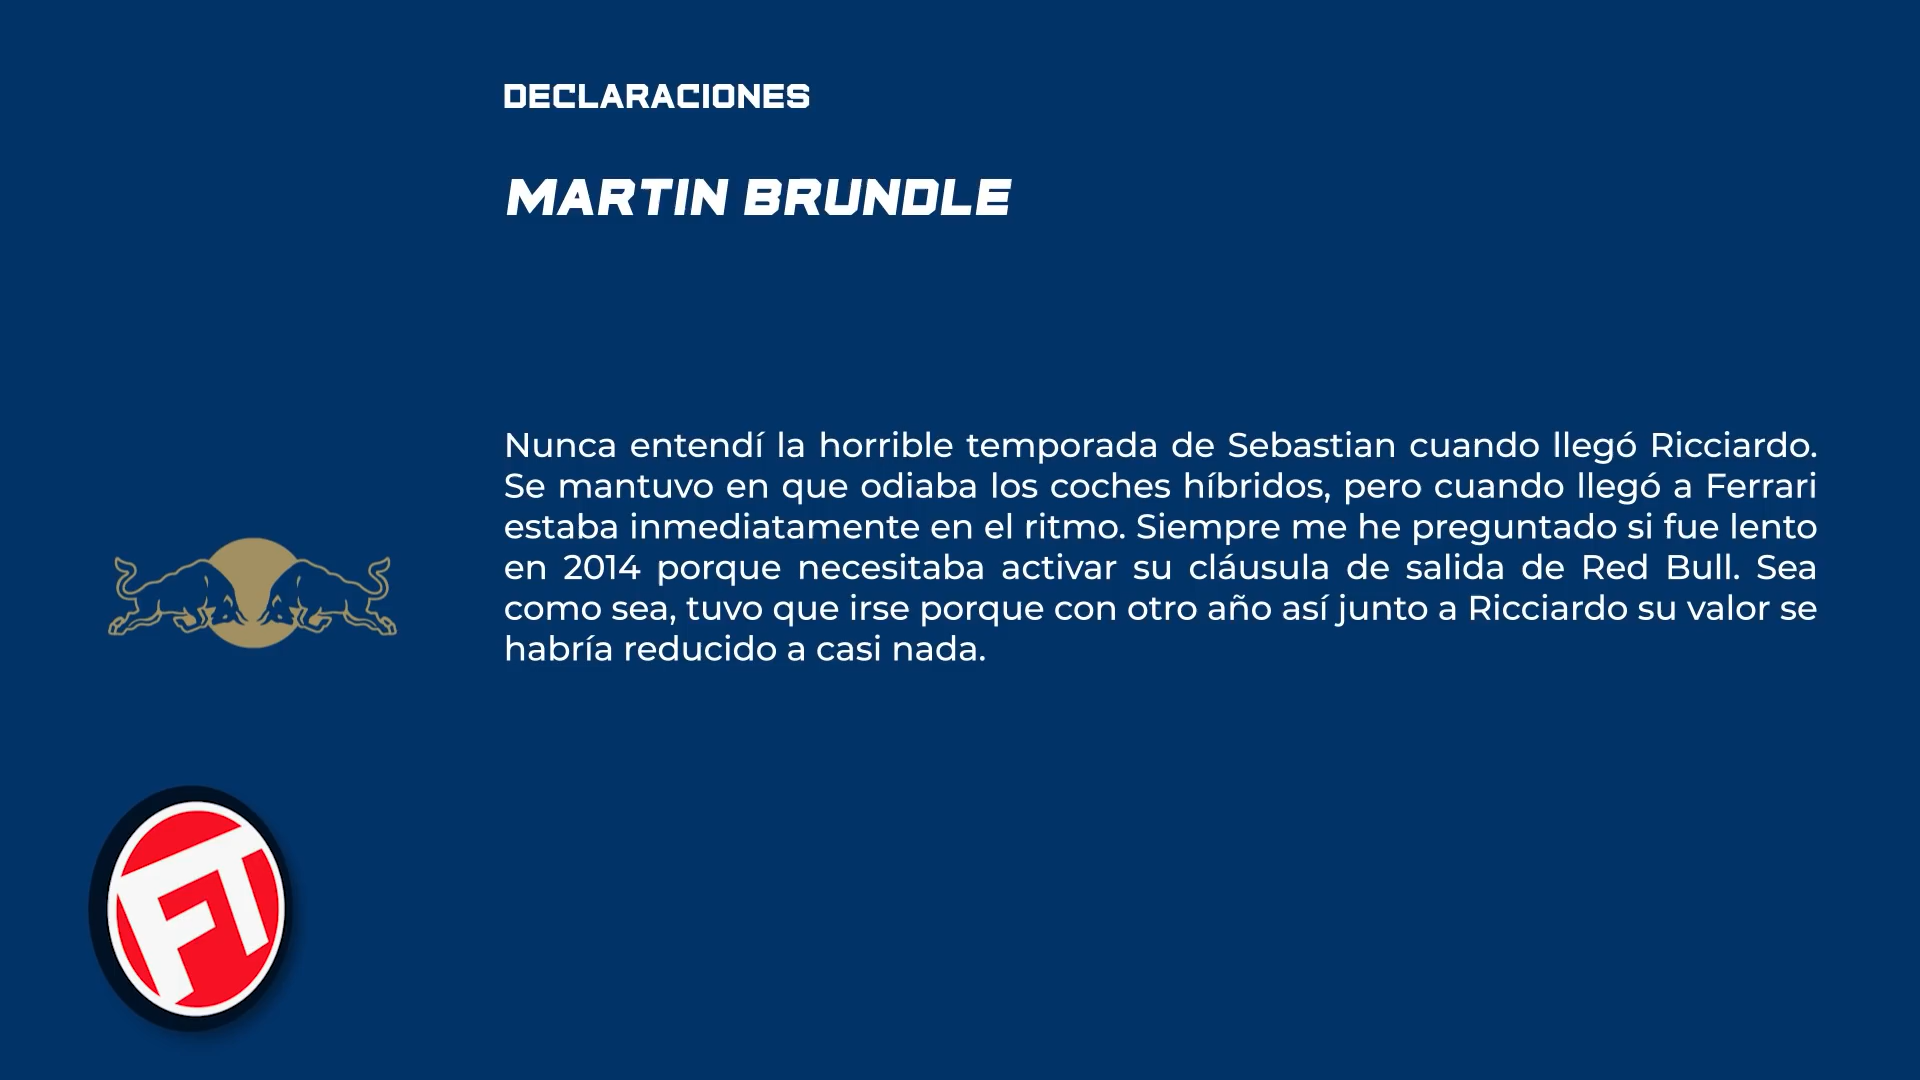 DECLARACIONES
MARTIN BRUNDLE
Nunca entendí la horrible temporada de Sebastian cuando llegó Ricciardo.
Se mantuvo en que odiaba los coches híbridos, pero cuando llegó a Ferrari
estaba inmediatamente en el ritmo. Siempre me he preguntado si fue lento
en 2014 porque necesitaba activar su cláusula de salida de Red Bull. Sea
como sea, tuvo que irse porque con otro año así junto a Ricciardo su valor se
habría reducido a casi nada.
FT